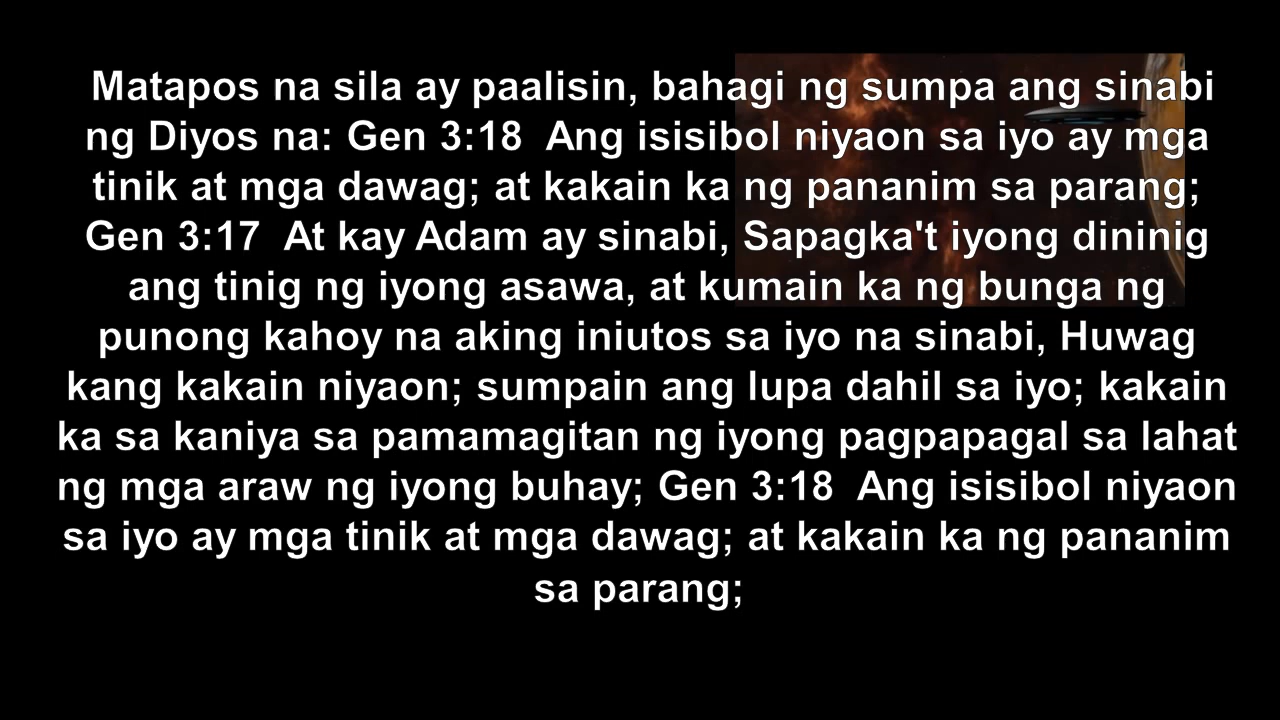 Matapos na sila ay paalisin, bahagi ng sumpa ang sinabi
ng Diyos na: Gen 3:18  Ang isisibol niyaon sa iyo ay mga
tinik at mga dawag; at kakain ka ng pananim sa parang;
Gen 3:17  At kay Adam ay sinabi, Sapagka't iyong dininig
ang tinig ng iyong asawa, at kumain ka ng bunga ng
punong kahoy na aking iniutos sa iyo na sinabi, Huwag
kang kakain niyaon; sumpain ang lupa dahil sa iyo; kakain
ka sa kaniya sa pamamagitan ng iyong pagpapagal sa lahat
ng mga araw ng iyong buhay; Gen 3:18  Ang isisibol niyaon
sa iyo ay mga tinik at mga dawag; at kakain ka ng pananim
sa parang;